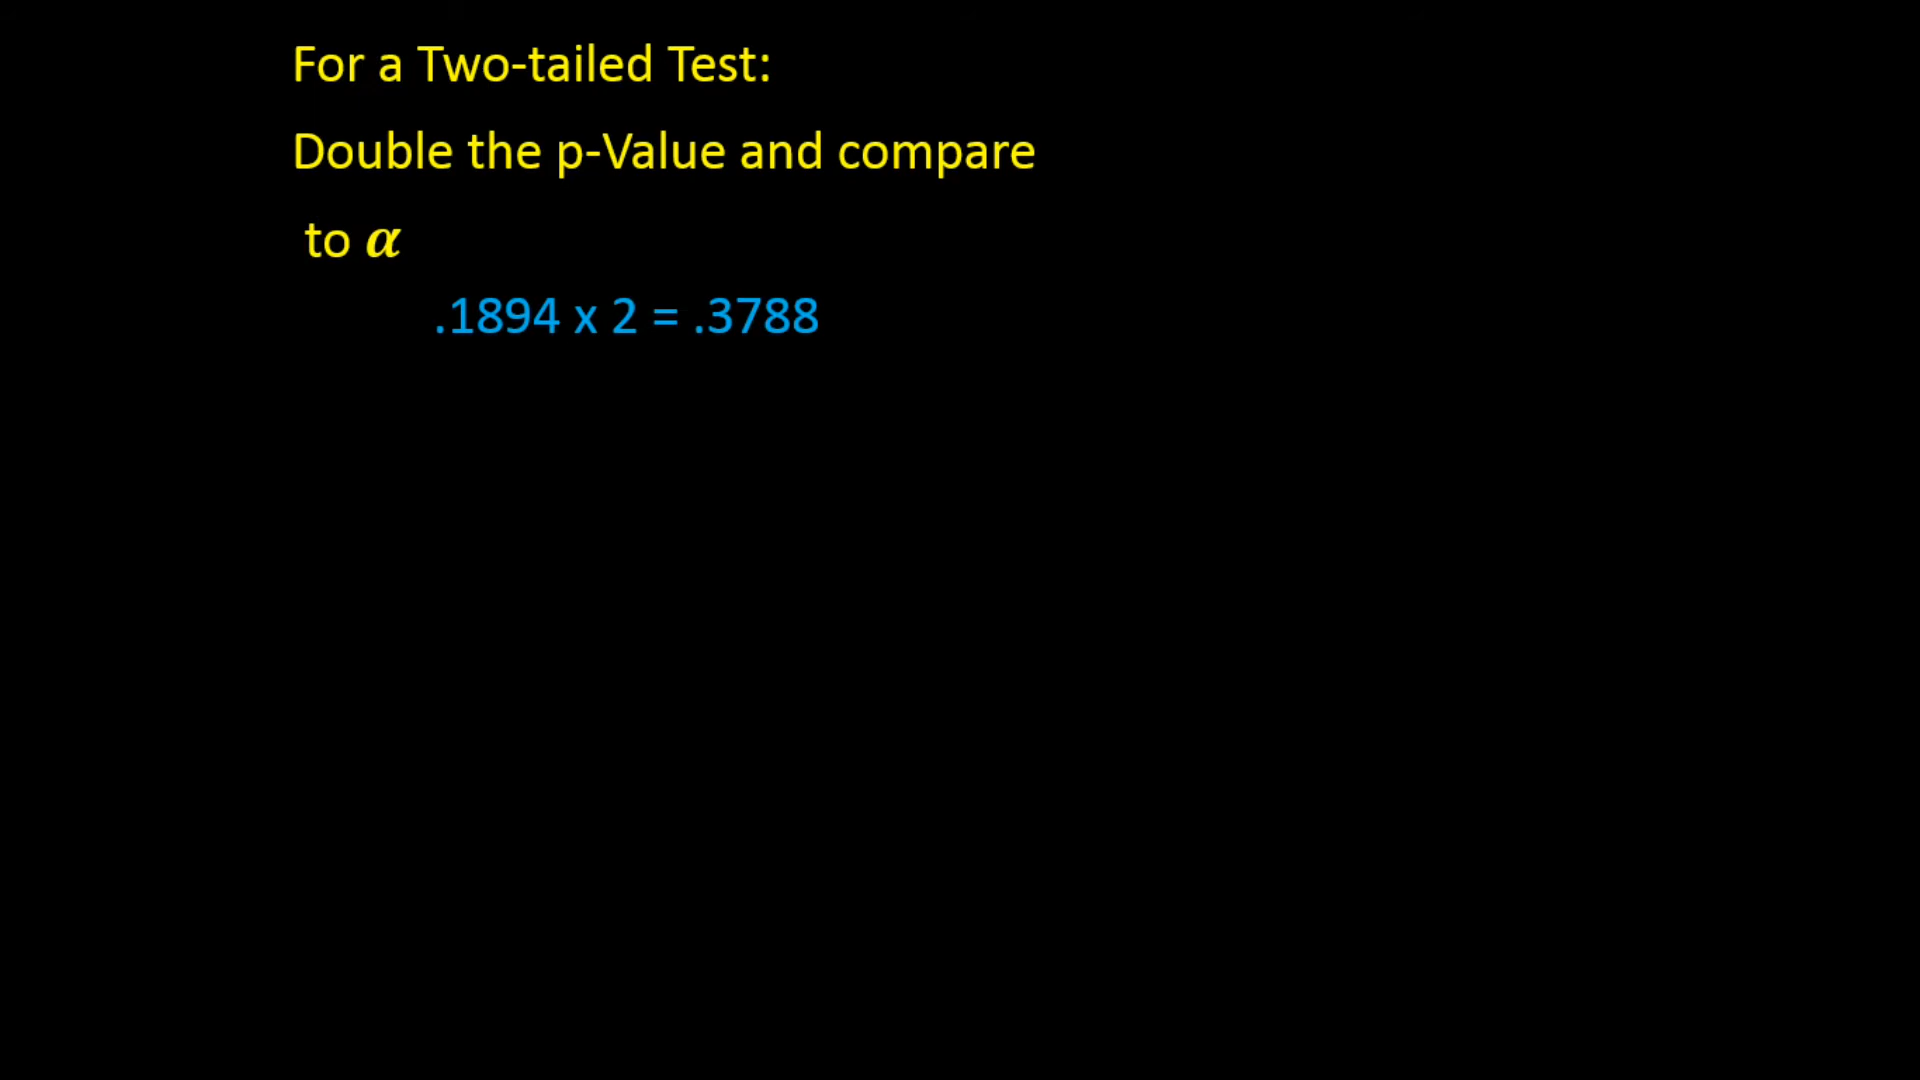 For a Two-tailed Test:
Double the p-Value and compare
to α
.1894 x 2 = .3788